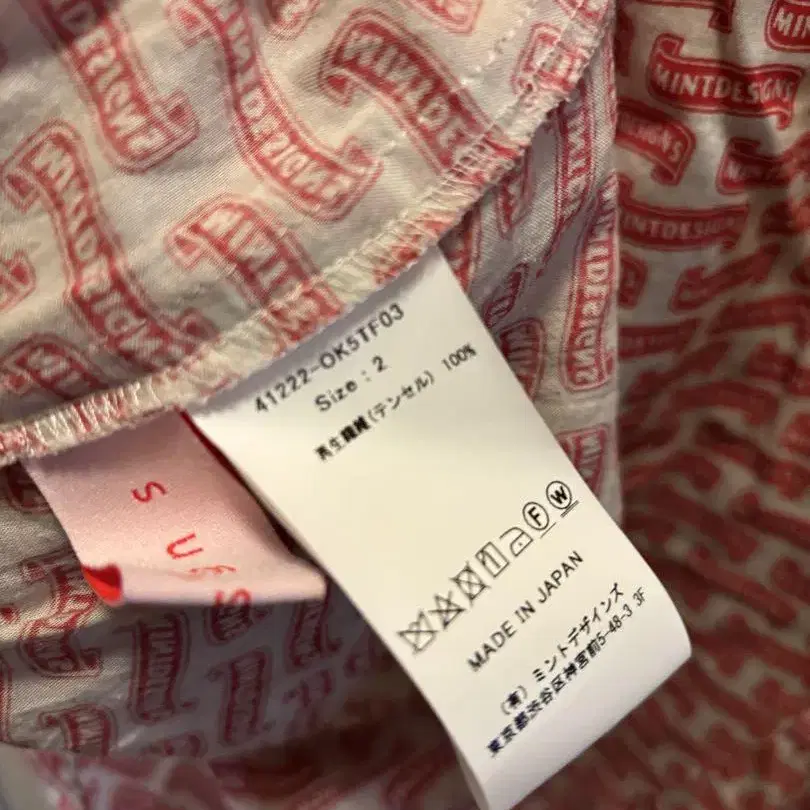 MINTDESIGNS
MINTDESIGNS
MINTDESIGNS
MINTDESIGNS
41222-OK5TF03
Size : 2
再生繊維(テンセル) 100%
F W
MADE IN JAPAN
(有) ミントデザインズ
東京都渋谷区神宮前5-48-3 3F